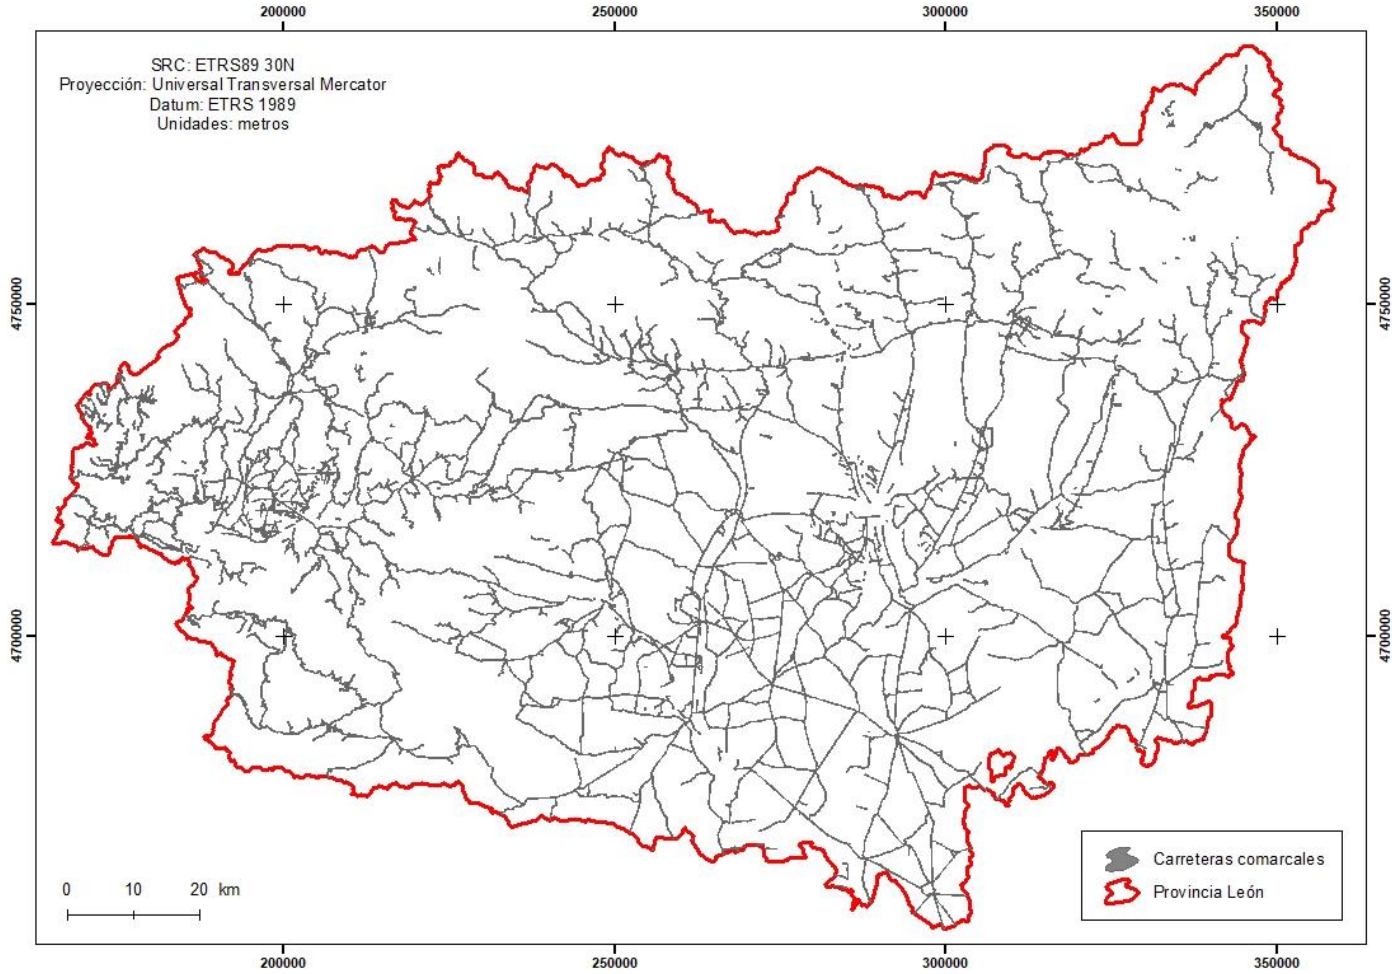 200000 250000 300000 350000
SRC: ETRS89 30N
Proyección: Universal Transversal Mercator
Datum: ETRS 1989
Unidades: metros
4750000 4750000
4700000 4700000
Carreteras comarcales
Provincia León
0 10 20 km
200000 250000 300000 350000